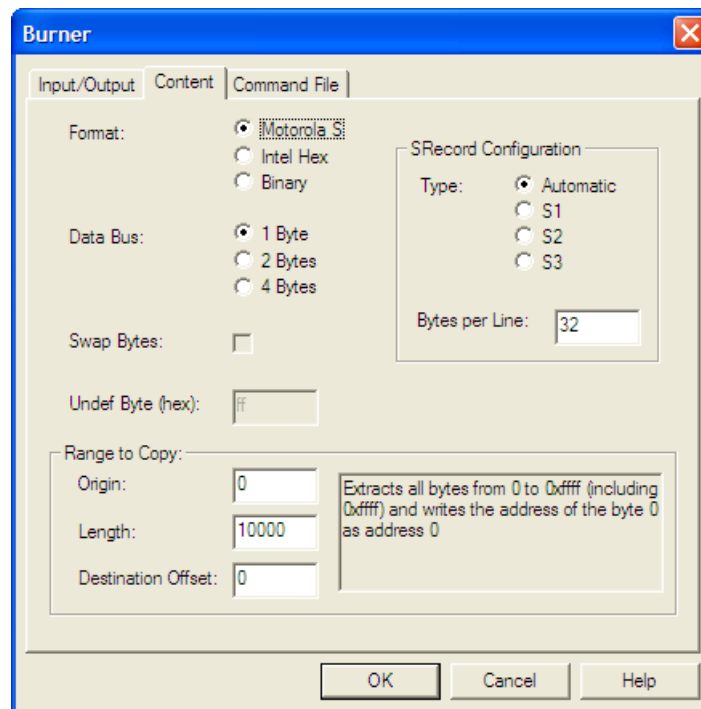 Burner
Input/Output Content Command File
Format: Motorola S
Intel Hex
Binary
SRecord Configuration
Type: Automatic
S1
S2
S3
Bytes per Line: 32
Data Bus: 1 Byte
2 Bytes
4 Bytes
Swap Bytes:
Undef Byte (hex): ff
Range to Copy:
Origin: 0
Length: 10000
Destination Offset: 0
Extracts all bytes from 0 to 0xffff (including
0xffff) and writes the address of the byte 0
as address 0
OK Cancel Help